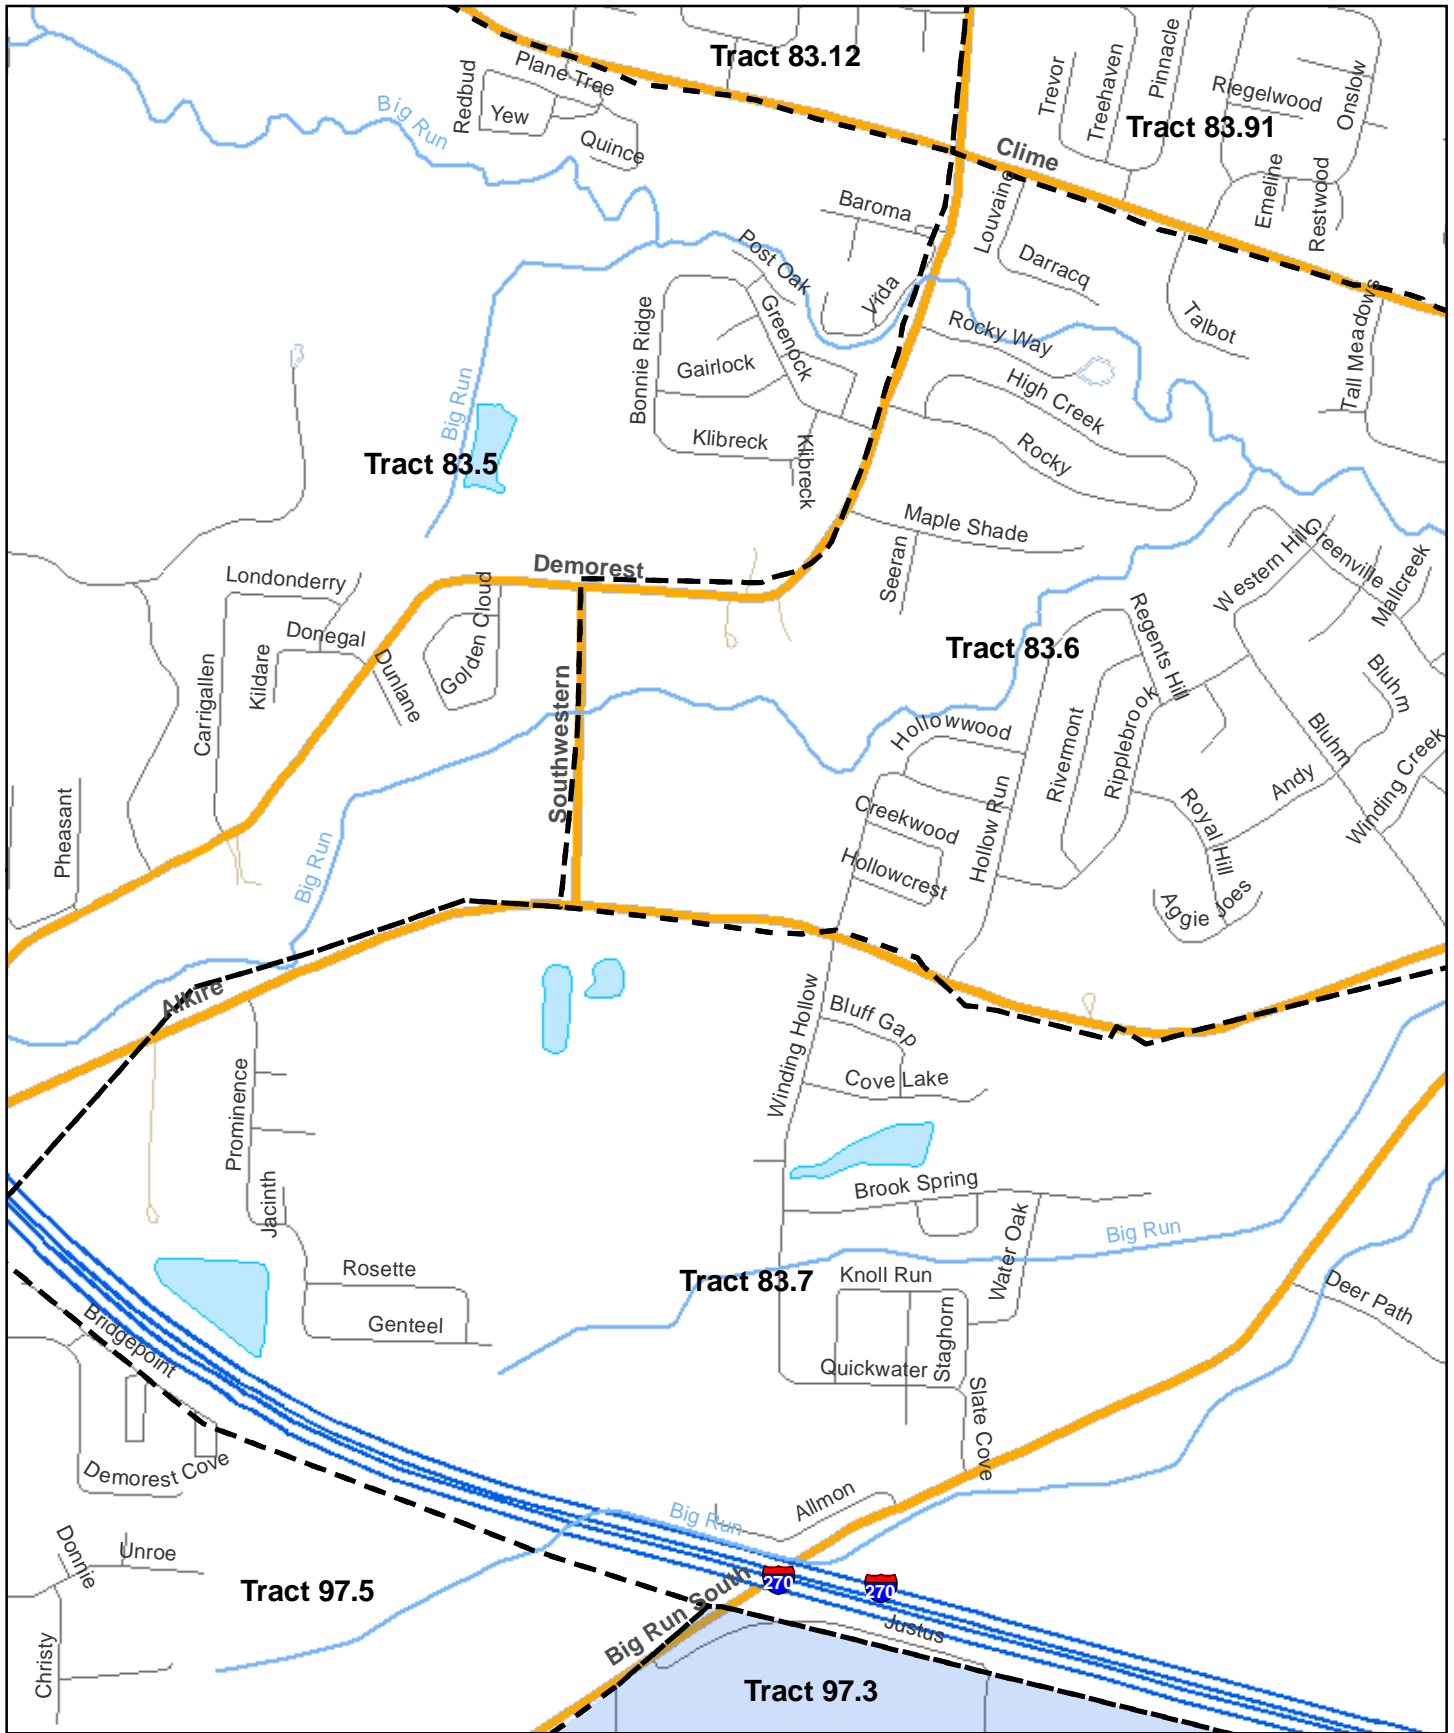 Tract 83.12
Plane Tree
Redbud
Yew
Quince
Big Run
Trevor
Treehaven
Pinnacle
Riegelwood
Onslow
Tract 83.91
Clime
Emeline
Restwood
Louvaine
Baroma
Darracq
Post Oak
Vida
Talbot
Tall Meadows
Bonnie Ridge
Greenock
Gairlock
Rocky Way
High Creek
Rocky
Klibreck
Klibreck
Big Run
Tract 83.5
Maple Shade
Seeran
Western Hill
Greenville
Mallcreek
Demorest
Londonderry
Donegal
Kildare
Carrigallen
Dunlane
Golden Cloud
Southwestern
Tract 83.6
Regents Hill
Bluhm
Bluhm
Hollowwood
Rivermont
Ripplebrook
Andy
Winding Creek
Royal Hill
Creekwood
Hollow Run
Hollowcrest
Aggie Joes
Pheasant
Big Run
Alkire
Winding Hollow
Bluff Gap
Cove Lake
Prominence
Jacinth
Brook Spring
Water Oak
Big Run
Rosette
Genteel
Tract 83.7
Knoll Run
Staghorn
Quickwater
Slate Cove
Deer Path
Bridgepoint
Demorest Cove
Allmon
Big Run
Donnie
Unroe
Christy
Tract 97.5
Big Run South
270
270
Justus
Tract 97.3